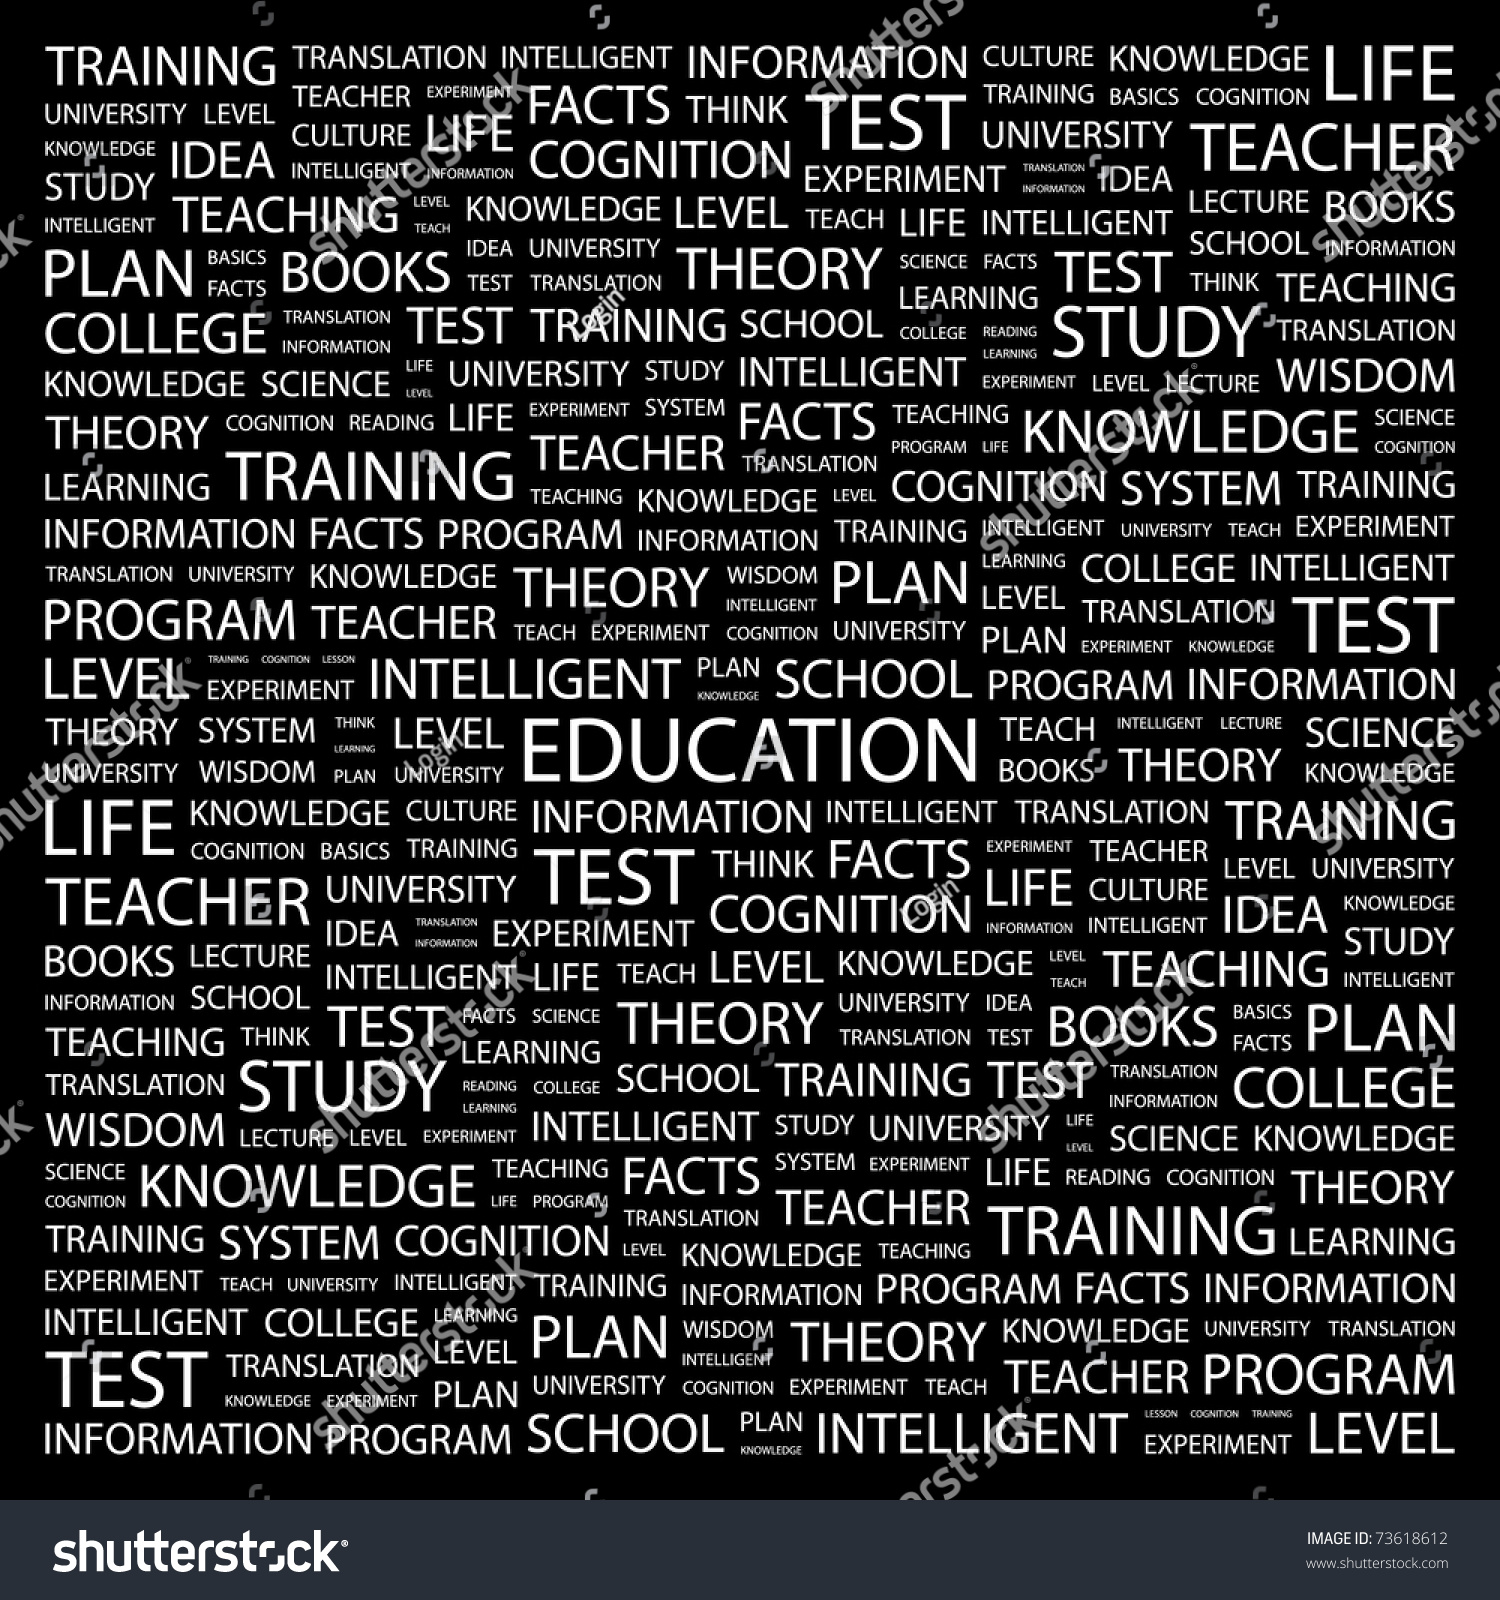 TRAINING TRANSLATION INTELLIGENT INFORMATION CULTURE KNOWLEDGE LIFE
UNIVERSITY LEVEL TEACHER EXPERIMENT FACTS THINK TEST TRAINING BASICS COGNITION
KNOWLEDGE IDEA CULTURE LIFE COGNITION UNIVERSITY TEACHER
STUDY INTELLIGENT INFORMATION EXPERIMENT TRANSLATION INFORMATION IDEA
INTELLIGENT TEACHING LEVEL TEACH KNOWLEDGE LEVEL TEACH LIFE INTELLIGENT LECTURE BOOKS
PLAN BASICS FACTS BOOKS IDEA UNIVERSITY THEORY SCIENCE FACTS TEST SCHOOL INFORMATION
TEST TRANSLATION LEARNING THINK TEACHING
COLLEGE TRANSLATION INFORMATION TEST TRAINING SCHOOL COLLEGE READING LEARNING STUDY TRANSLATION
KNOWLEDGE SCIENCE LIFE LEVEL UNIVERSITY STUDY INTELLIGENT EXPERIMENT LEVEL LECTURE WISDOM
THEORY COGNITION READING LIFE EXPERIMENT SYSTEM FACTS TEACHING KNOWLEDGE SCIENCE
TEACHER TRANSLATION PROGRAM LIFE COGNITION
LEARNING TRAINING TEACHING KNOWLEDGE LEVEL COGNITION SYSTEM TRAINING
INFORMATION FACTS PROGRAM INFORMATION TRAINING INTELLIGENT UNIVERSITY TEACH EXPERIMENT
TRANSLATION UNIVERSITY KNOWLEDGE THEORY WISDOM INTELLIGENT PLAN LEARNING COLLEGE INTELLIGENT
PROGRAM TEACHER TEACH EXPERIMENT COGNITION UNIVERSITY LEVEL PLAN TRANSLATION TEST
EXPERIMENT KNOWLEDGE
LEVEL TRAINING COGNITION LESSON EXPERIMENT INTELLIGENT PLAN KNOWLEDGE SCHOOL PROGRAM INFORMATION
THEORY SYSTEM THINK LEARNING LEVEL EDUCATION TEACH INTELLIGENT LECTURE SCIENCE
UNIVERSITY WISDOM PLAN UNIVERSITY BOOKS THEORY KNOWLEDGE
LIFE KNOWLEDGE CULTURE INFORMATION INTELLIGENT TRANSLATION TRAINING
COGNITION BASICS TRAINING TEST THINK FACTS EXPERIMENT TEACHER LEVEL UNIVERSITY
TEACHER UNIVERSITY COGNITION LIFE CULTURE IDEA KNOWLEDGE
IDEA TRANSLATION INFORMATION EXPERIMENT INFORMATION INTELLIGENT STUDY
BOOKS LECTURE INTELLIGENT LIFE TEACH LEVEL KNOWLEDGE LEVEL TEACH TEACHING INTELLIGENT
INFORMATION SCHOOL TEST FACTS SCIENCE THEORY UNIVERSITY IDEA BOOKS BASICS FACTS PLAN
TEACHING THINK LEARNING TRANSLATION TEST
TRANSLATION STUDY READING LEARNING COLLEGE SCHOOL TRAINING TEST TRANSLATION INFORMATION COLLEGE
WISDOM LECTURE LEVEL EXPERIMENT INTELLIGENT STUDY UNIVERSITY LIFE LEVEL SCIENCE KNOWLEDGE
SCIENCE KNOWLEDGE TEACHING FACTS SYSTEM EXPERIMENT LIFE READING COGNITION THEORY
COGNITION LIFE PROGRAM TRANSLATION TEACHER
TRAINING SYSTEM COGNITION LEVEL KNOWLEDGE TEACHING TRAINING LEARNING
EXPERIMENT TEACH UNIVERSITY INTELLIGENT TRAINING INFORMATION PROGRAM FACTS INFORMATION
INTELLIGENT COLLEGE LEARNING PLAN WISDOM INTELLIGENT THEORY KNOWLEDGE UNIVERSITY TRANSLATION
TEST TRANSLATION LEVEL PLAN UNIVERSITY COGNITION EXPERIMENT TEACH TEACHER PROGRAM
KNOWLEDGE EXPERIMENT
INFORMATION PROGRAM SCHOOL PLAN KNOWLEDGE INTELLIGENT LESSON COGNITION TRAINING EXPERIMENT LEVEL
shutterstock IMAGE ID: 73618612
www.shutterstock.com